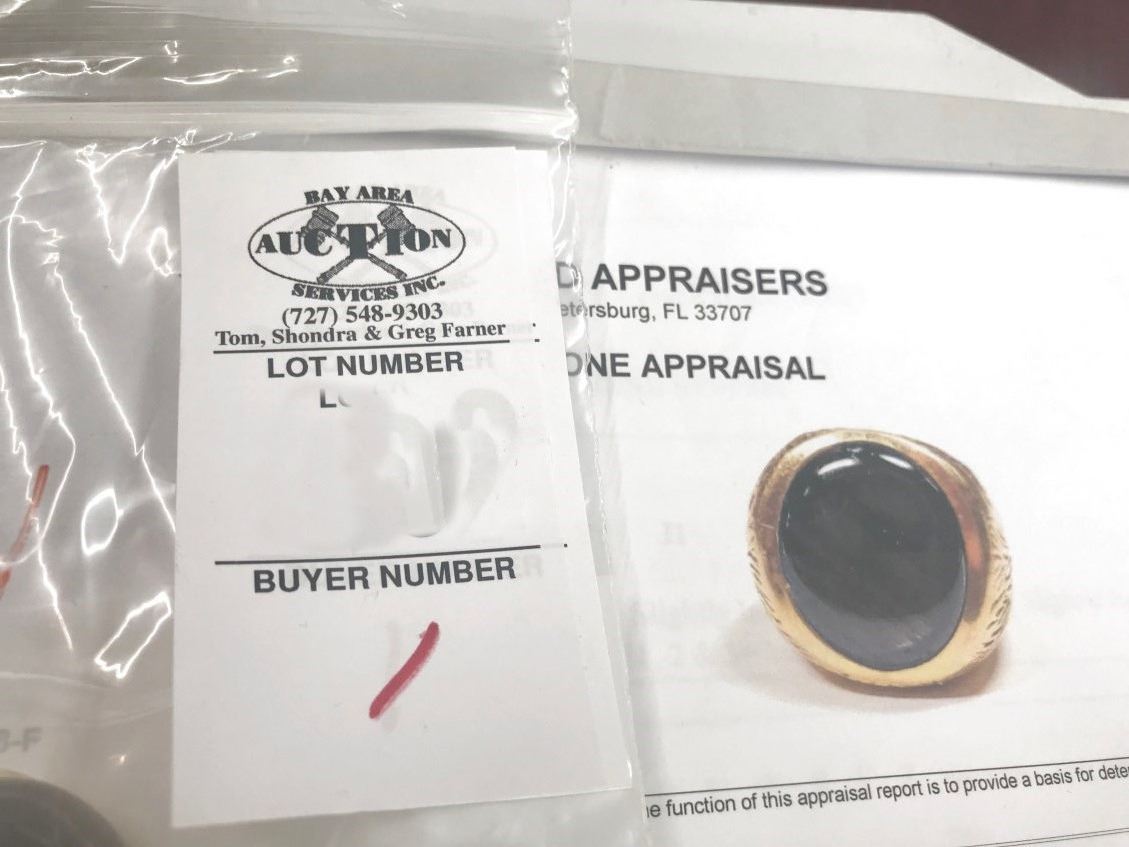 BAY AREA
AUCTION
SERVICES INC.
(727) 548-9303
Tom, Shondra & Greg Farner
LOT NUMBER
BUYER NUMBER
1
APPRAISERS
etersburg, FL 33707
ONE APPRAISAL
e function of this appraisal report is to provide a basis for dete
-F